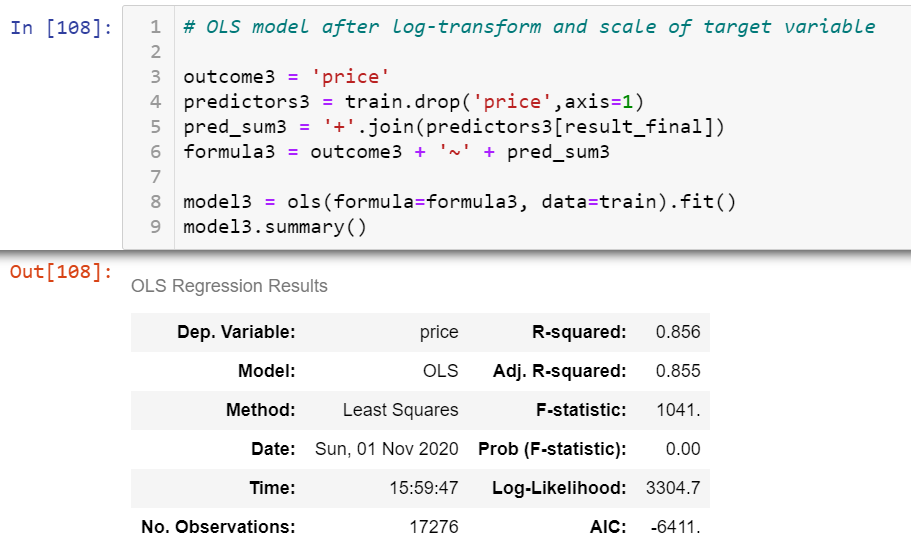 In [108]:
1 # OLS model after log-transform and scale of target variable
2
3 outcome3 = 'price'
4 predictors3 = train.drop('price',axis=1)
5 pred_sum3 = '+'.join(predictors3[result_final])
6 formula3 = outcome3 + '~' + pred_sum3
7
8 model3 = ols(formula=formula3, data=train).fit()
9 model3.summary()
Out[108]:
OLS Regression Results
Dep. Variable: price R-squared: 0.856
Model: OLS Adj. R-squared: 0.855
Method: Least Squares F-statistic: 1041.
Date: Sun, 01 Nov 2020 Prob (F-statistic): 0.00
Time: 15:59:47 Log-Likelihood: 3304.7
No. Observations: 17276 AIC: -6411.